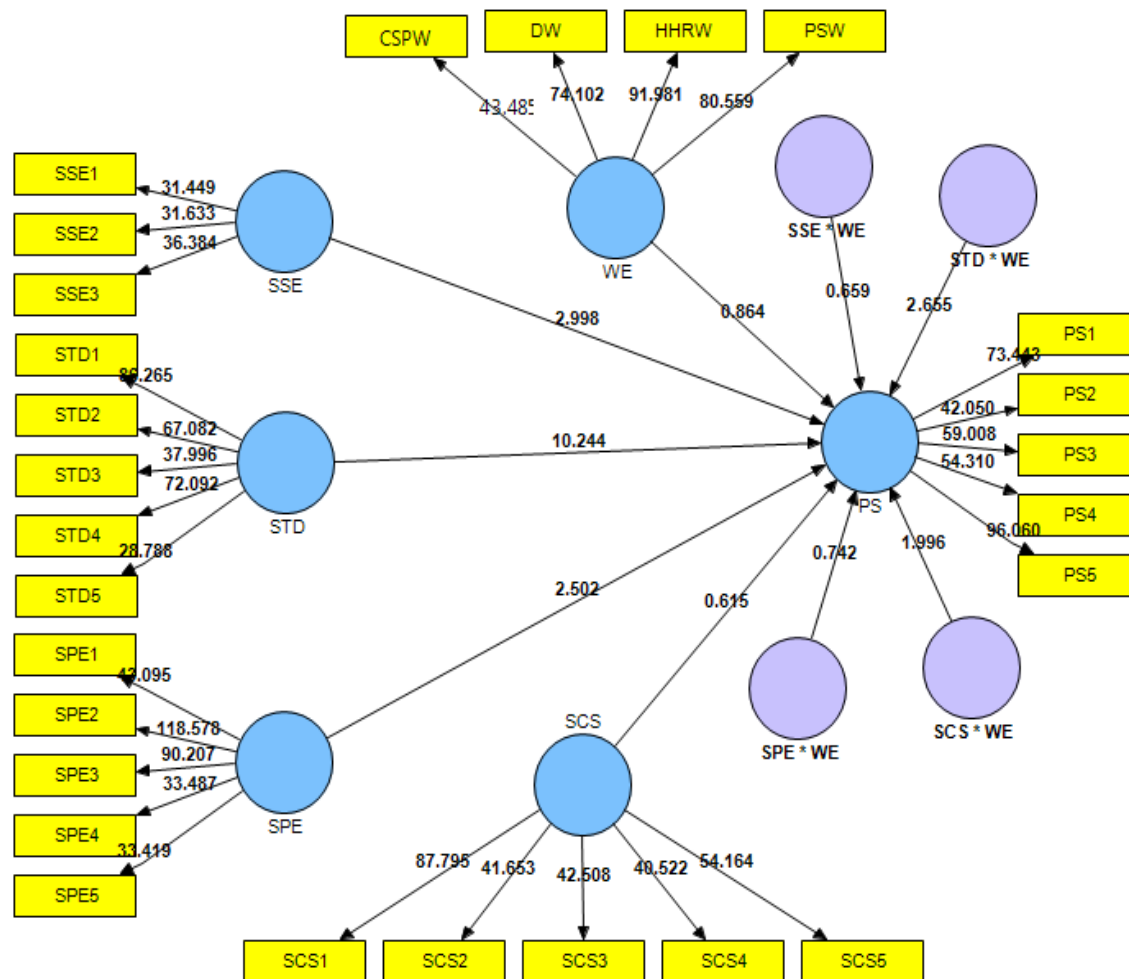 CSPW
DW
HHRW
PSW
43.485
74.102
91.981
80.559
SSE1
SSE2
SSE3
31.449
31.633
36.384
SSE
WE
SSE * WE
STD * WE
2.998
0.864
0.659
2.655
STD1
STD2
STD3
STD4
STD5
67.082
37.996
72.092
28.788
STD
10.244
PS
PS1
PS2
PS3
PS4
PS5
73.443
42.050
59.008
54.310
96.060
SPE1
SPE2
SPE3
SPE4
SPE5
118.578
90.207
33.487
33.419
SPE
2.502
0.615
0.742
1.996
SPE * WE
SCS * WE
SCS
87.795
41.653
42.508
40.522
54.164
SCS1
SCS2
SCS3
SCS4
SCS5